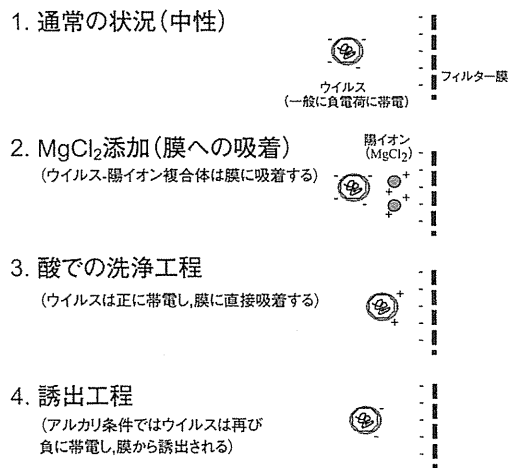 1. 通常の状況（中性）
ウイルス
（一般に負電荷に帯電）
フィルター膜
2. MgCl₂添加（膜への吸着）
（ウイルス-陽イオン複合体は膜に吸着する）
陽イオン
（MgCl₂）
3. 酸での洗浄工程
（ウイルスは正に帯電し,膜に直接吸着する）
4. 誘出工程
（アルカリ条件ではウイルスは再び
負に帯電し,膜から誘出される）